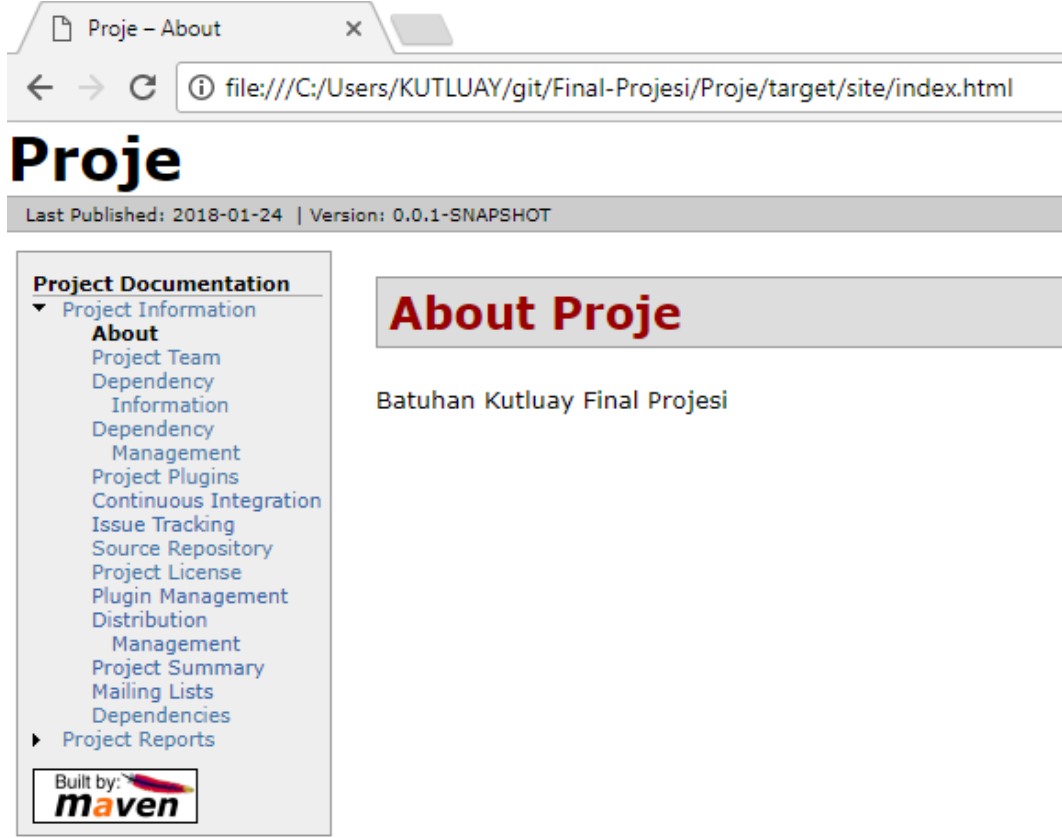 Proje – About
file:///C:/Users/KUTLUAY/git/Final-Projesi/Proje/target/site/index.html
Proje
Last Published: 2018-01-24 | Version: 0.0.1-SNAPSHOT
Project Documentation
Project Information
About
Project Team
Dependency
Information
Dependency
Management
Project Plugins
Continuous Integration
Issue Tracking
Source Repository
Project License
Plugin Management
Distribution
Management
Project Summary
Mailing Lists
Dependencies
Project Reports
Built by:
maven
About Proje
Batuhan Kutluay Final Projesi